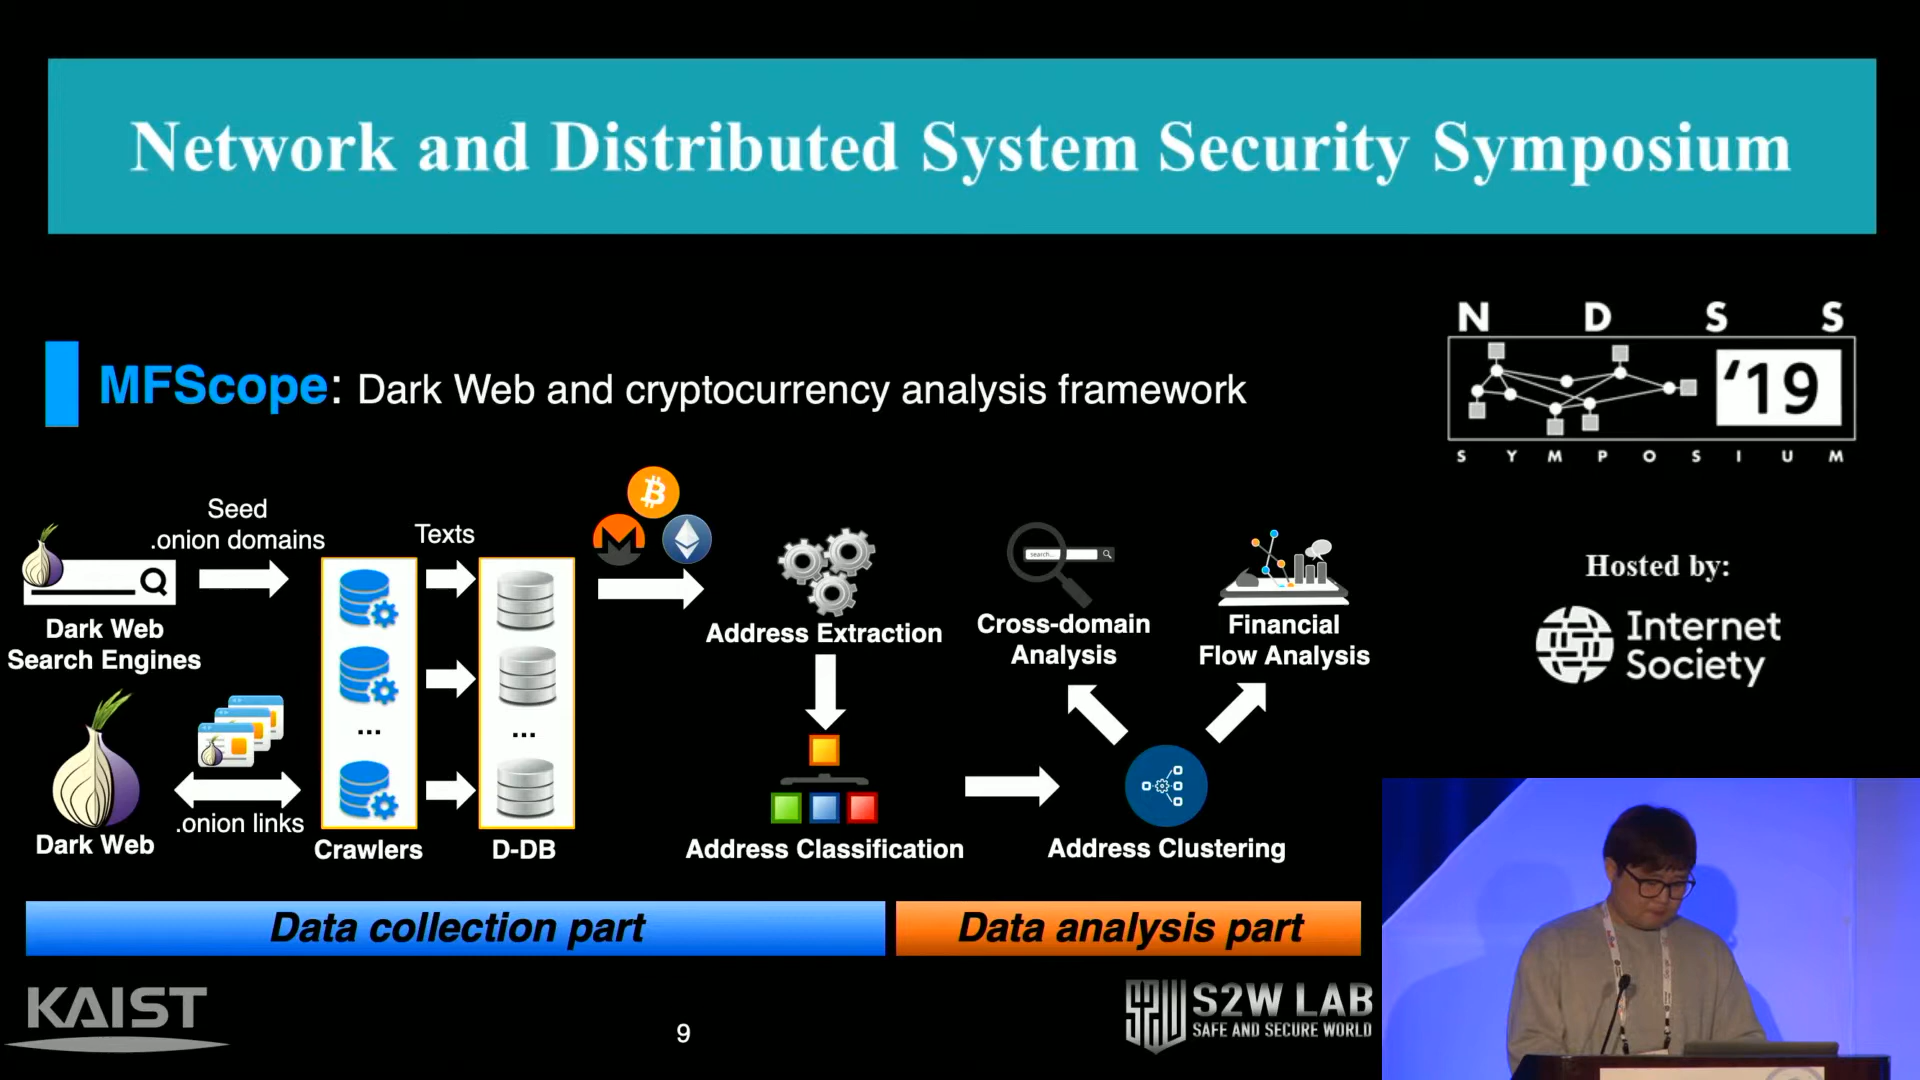 Network and Distributed System Security Symposium
N D S S
'19
S Y M P O S I U M
MFScope: Dark Web and cryptocurrency analysis framework
Hosted by:
Internet
Society
Seed
.onion domains
Texts
Dark Web
Search Engines
.onion links
Dark Web
...
...
Crawlers
D-DB
Address Extraction
Address Classification
search...
Cross-domain
Analysis
Financial
Flow Analysis
Address Clustering
Data collection part
Data analysis part
KAIST
9
S2W LAB
SAFE AND SECURE WORLD